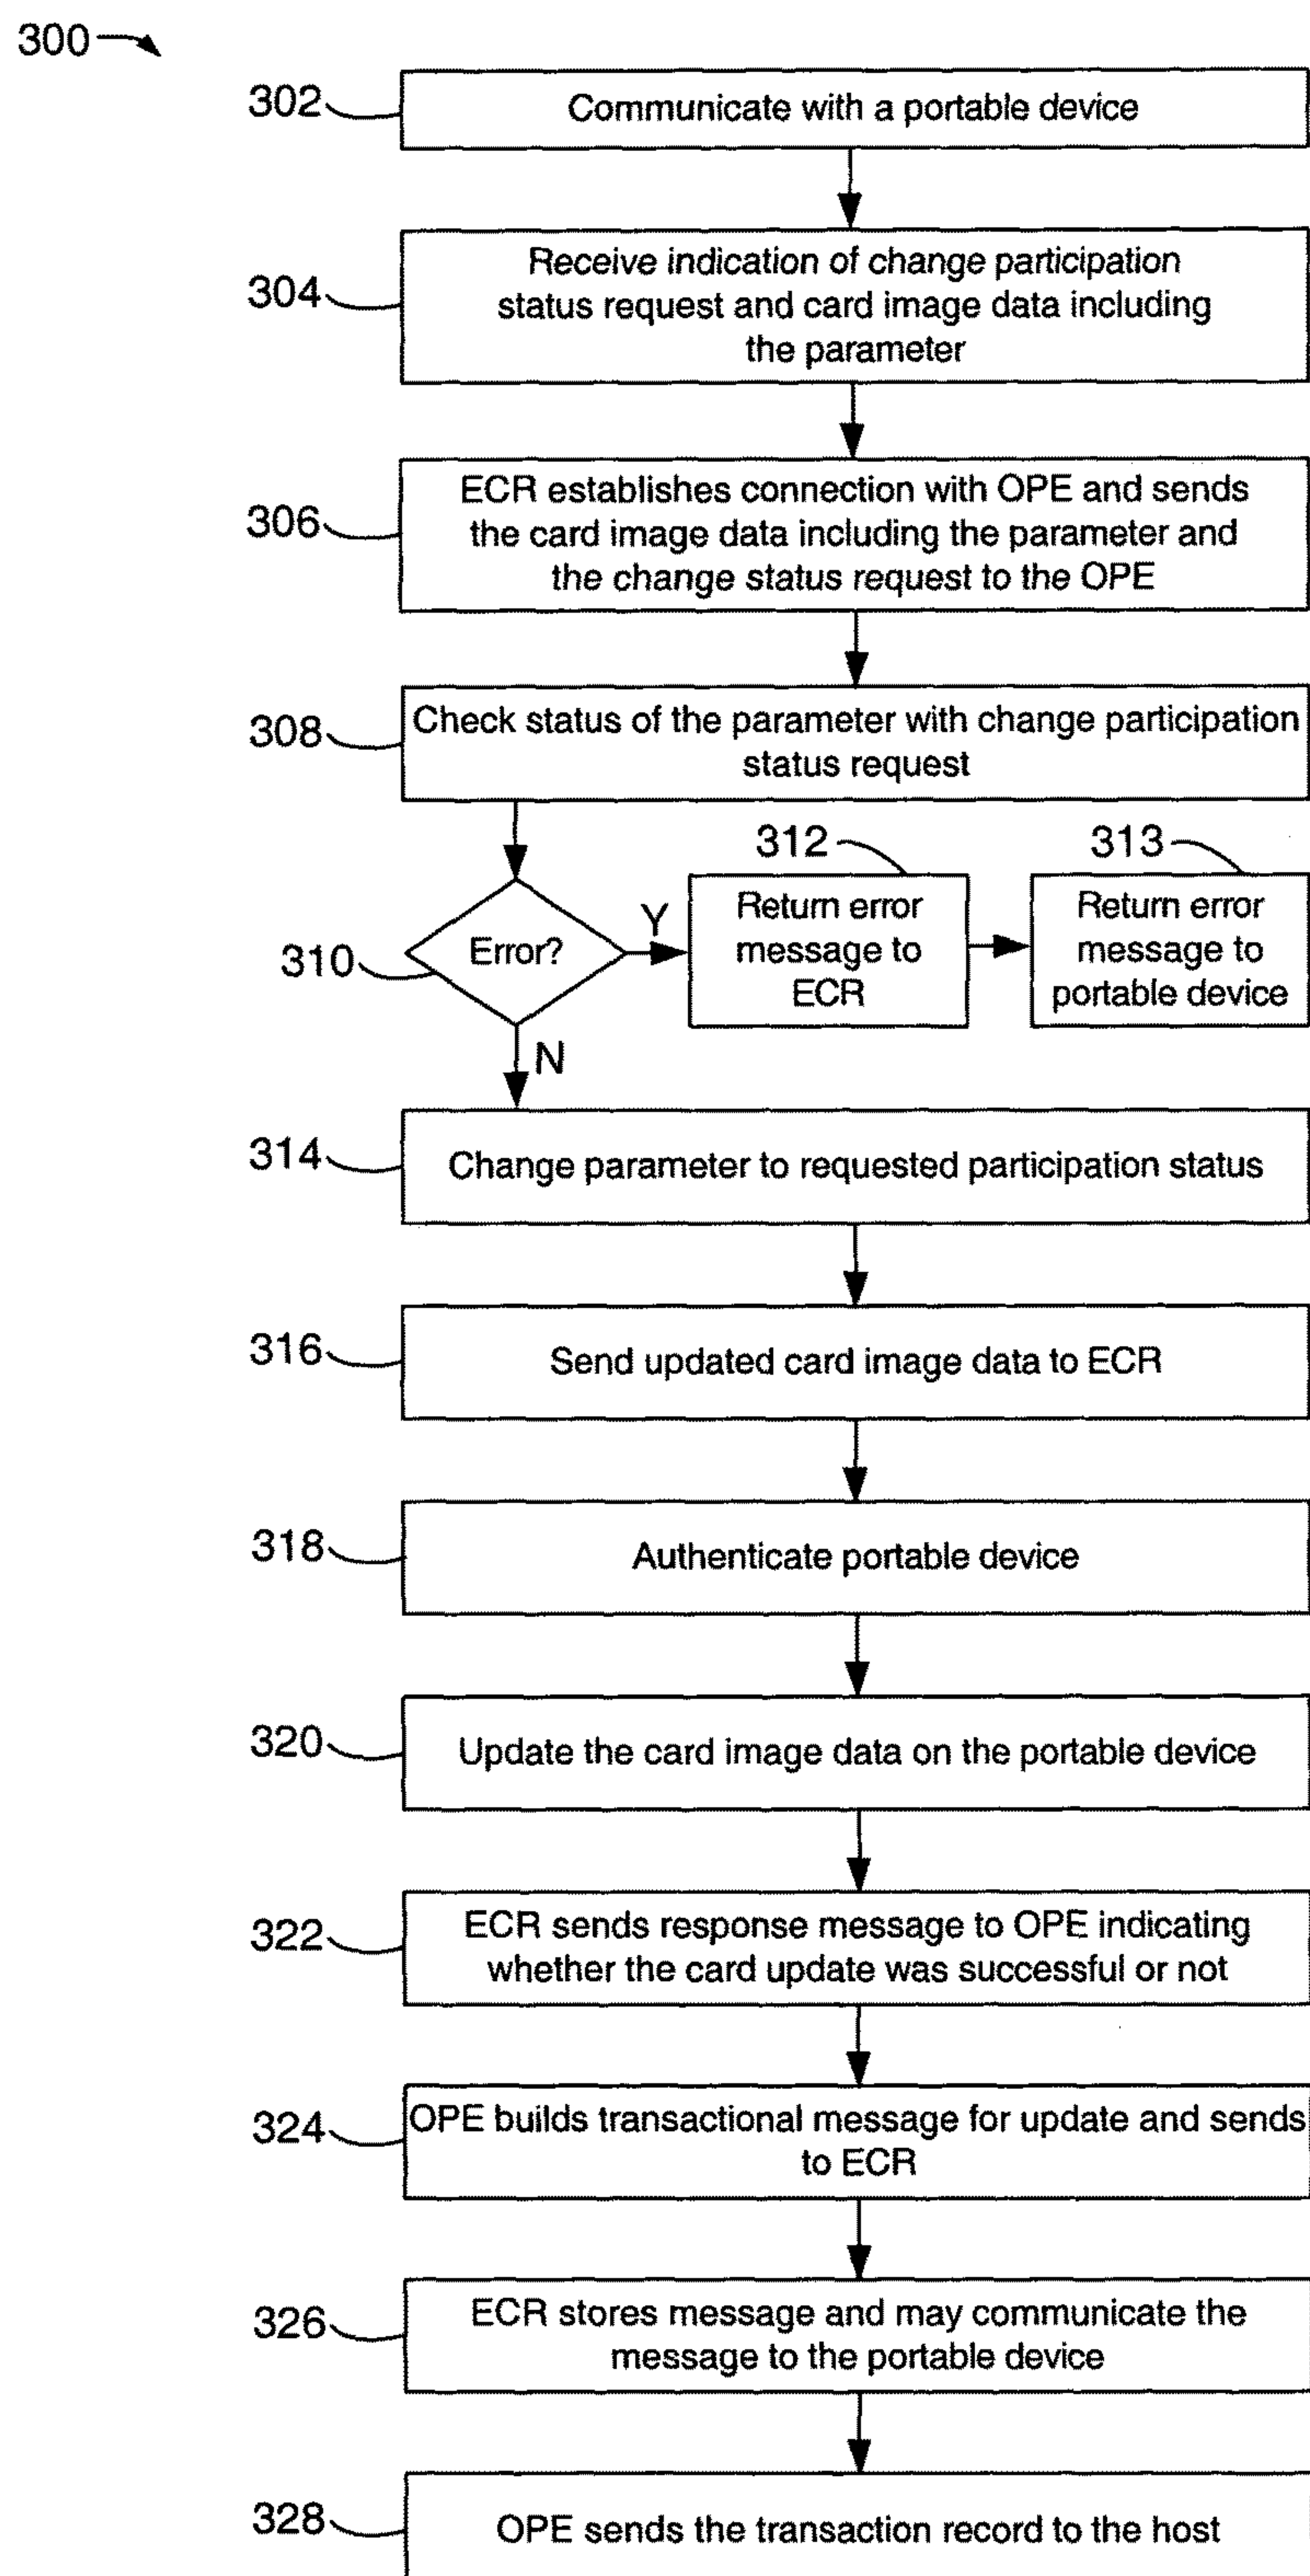 300
302
Communicate with a portable device
304
Receive indication of change participation
status request and card image data including
the parameter
306
ECR establishes connection with OPE and sends
the card image data including the parameter and
the change status request to the OPE
308
Check status of the parameter with change participation
status request
310
Error?
Y
312
Return error
message to
ECR
313
Return error
message to
portable device
N
314
Change parameter to requested participation status
316
Send updated card image data to ECR
318
Authenticate portable device
320
Update the card image data on the portable device
322
ECR sends response message to OPE indicating
whether the card update was successful or not
324
OPE builds transactional message for update and sends
to ECR
326
ECR stores message and may communicate the
message to the portable device
328
OPE sends the transaction record to the host